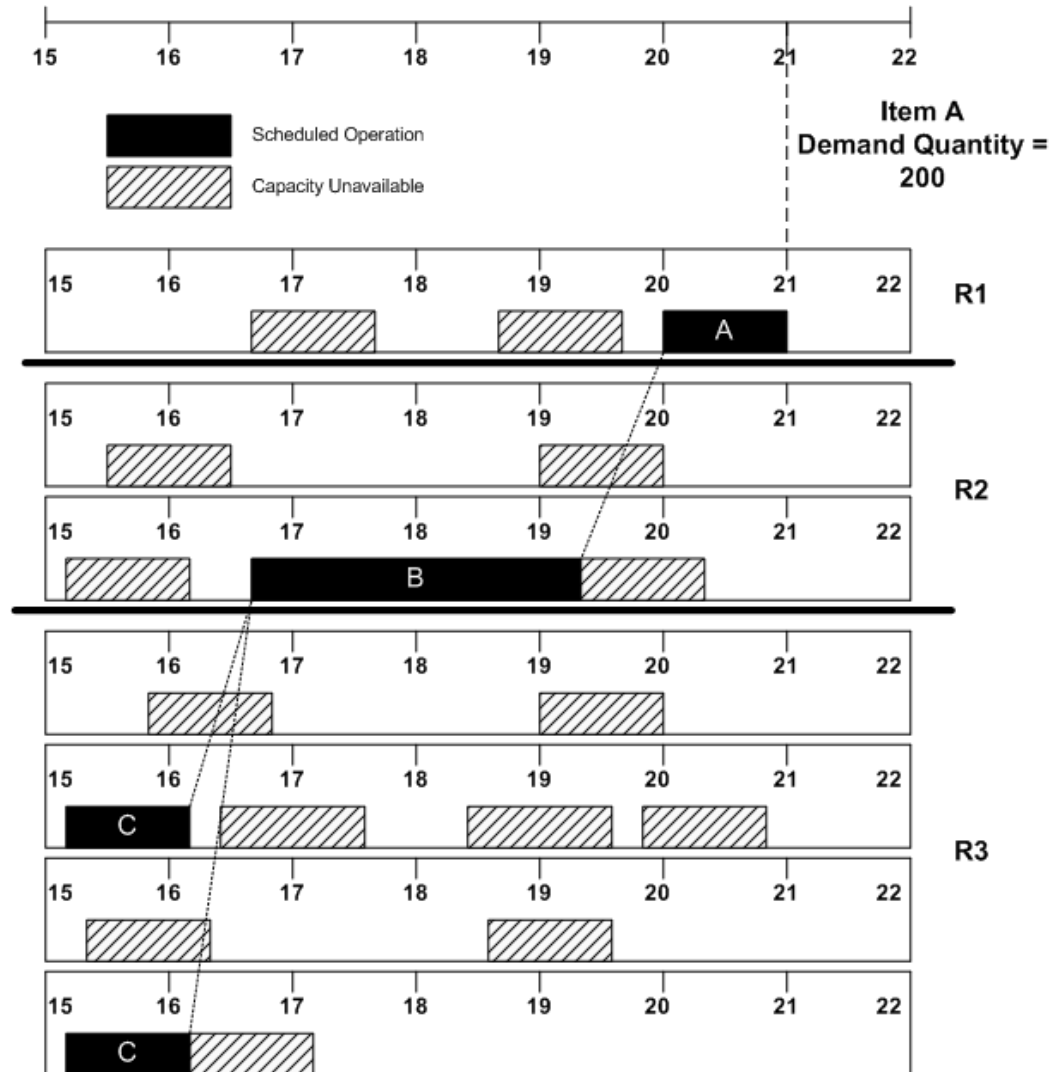 15 16 17 18 19 20 21 22
Item A
Demand Quantity =
200
Scheduled Operation
Capacity Unavailable
15 16 17 18 19 20 21 22
R1
A
15 16 17 18 19 20 21 22
R2
15 16 17 18 19 20 21 22
B
15 16 17 18 19 20 21 22
15 16 17 18 19 20 21 22
C
R3
15 16 17 18 19 20 21 22
15 16 17 18 19 20 21 22
C